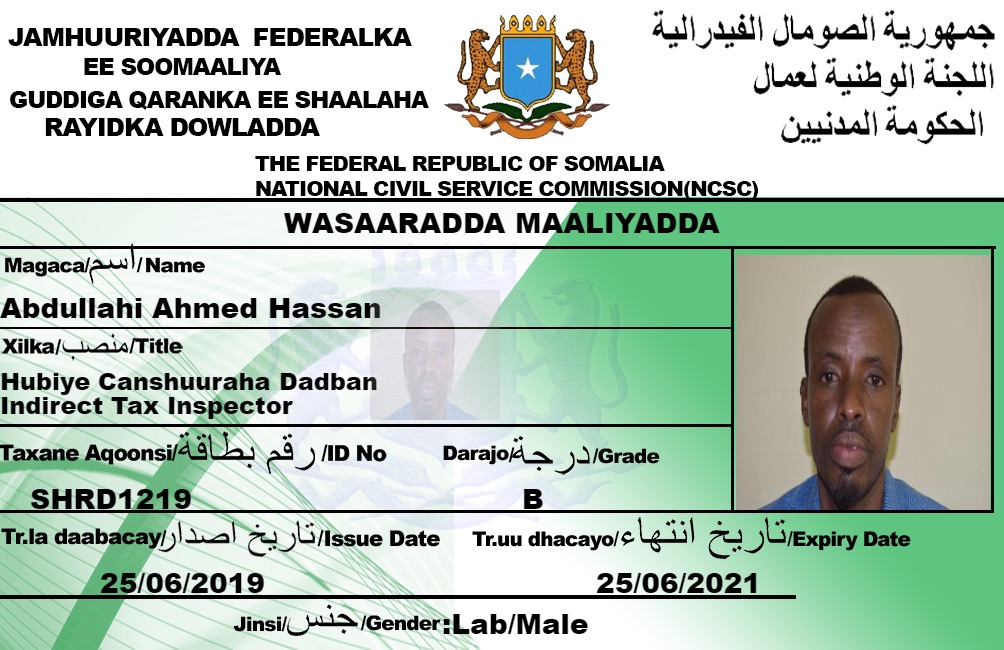 JAMHUURIYADDA FEDERALKA
EE SOOMAALIYA
GUDDIGA QARANKA EE SHAALAHA
RAYIDKA DOWLADDA
جمهورية الصومال الفيدرالية
اللجنة الوطنية لعمال
الحكومة المدنيين
THE FEDERAL REPUBLIC OF SOMALIA
NATIONAL CIVIL SERVICE COMMISSION(NCSC)
WASAARADDA MAALIYADDA
Magaca/اسم/Name
Abdullahi Ahmed Hassan
Xilka/منصب/Title
Hubiye Canshuuraha Dadban
Indirect Tax Inspector
Taxane Aqoonsi/رقم بطاقة/ID No
SHRD1219
Darajo/درجة/Grade
B
Tr.la daabacay/تاريخ اصدار/Issue Date
25/06/2019
Tr.uu dhacayo/تاريخ انتهاء/Expiry Date
25/06/2021
Jinsi/جنس/Gender:Lab/Male